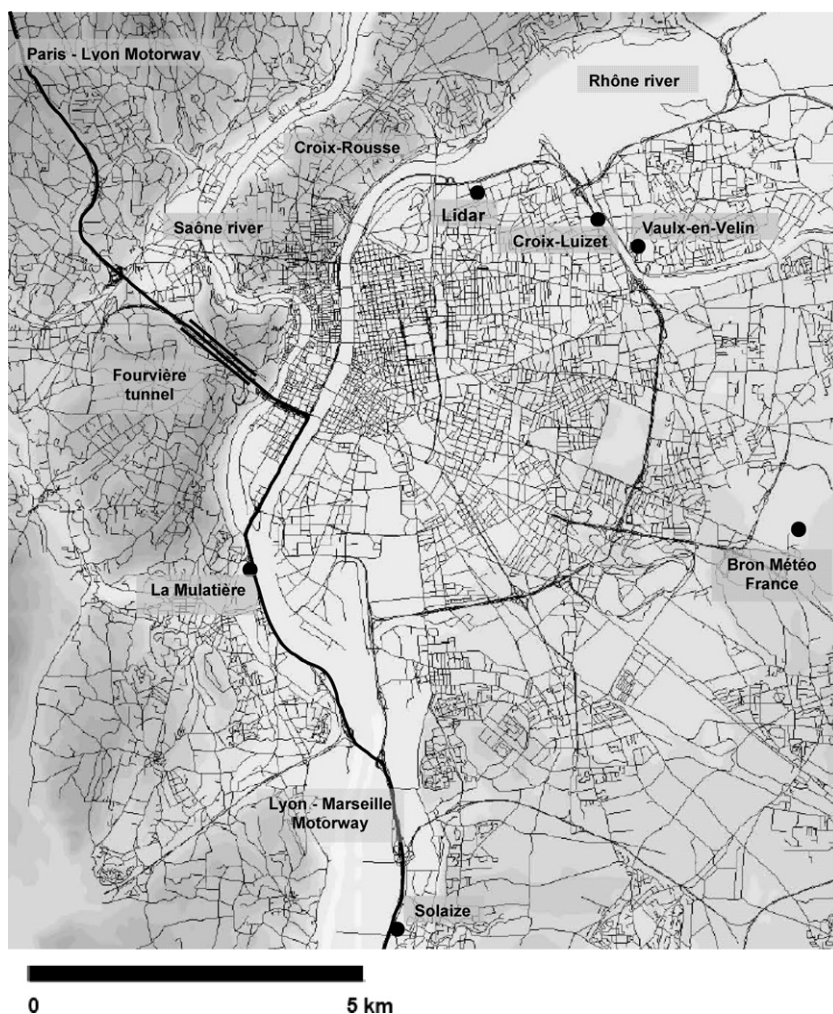 Paris - Lyon Motorway
Rhône river
Croix-Rousse
Lidar
Saône river
Croix-Luizet
Vaulx-en-Velin
Fourvière
tunnel
Bron Météo
France
La Mulatière
Lyon - Marseille
Motorway
Solaize
0
5 km